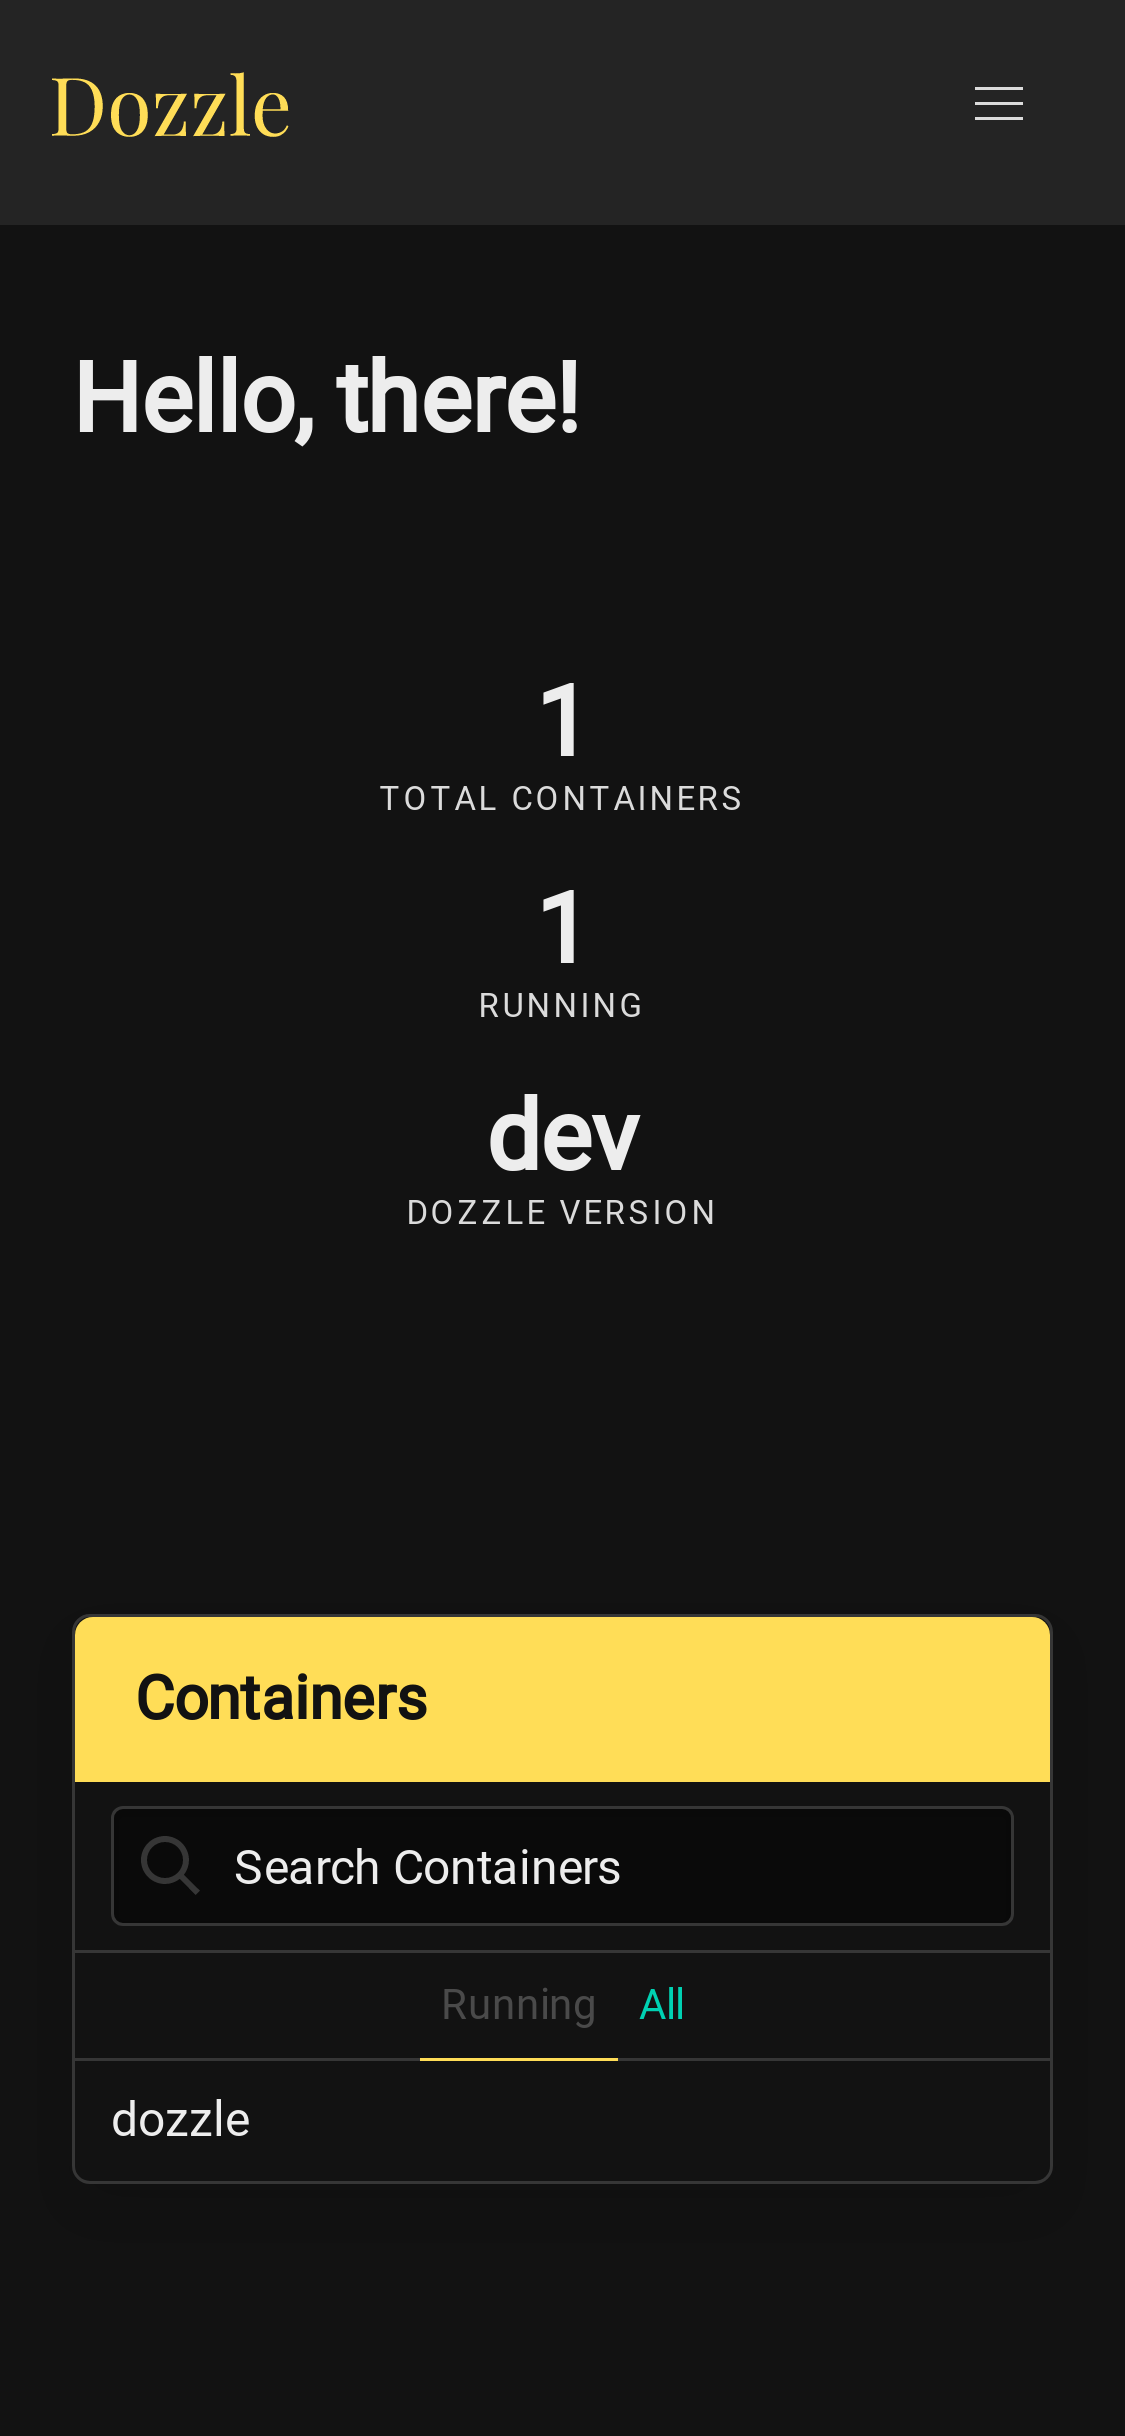 Dozzle
Hello, there!
1
TOTAL CONTAINERS
1
RUNNING
dev
DOZZLE VERSION
Containers
Search Containers
Running All
dozzle